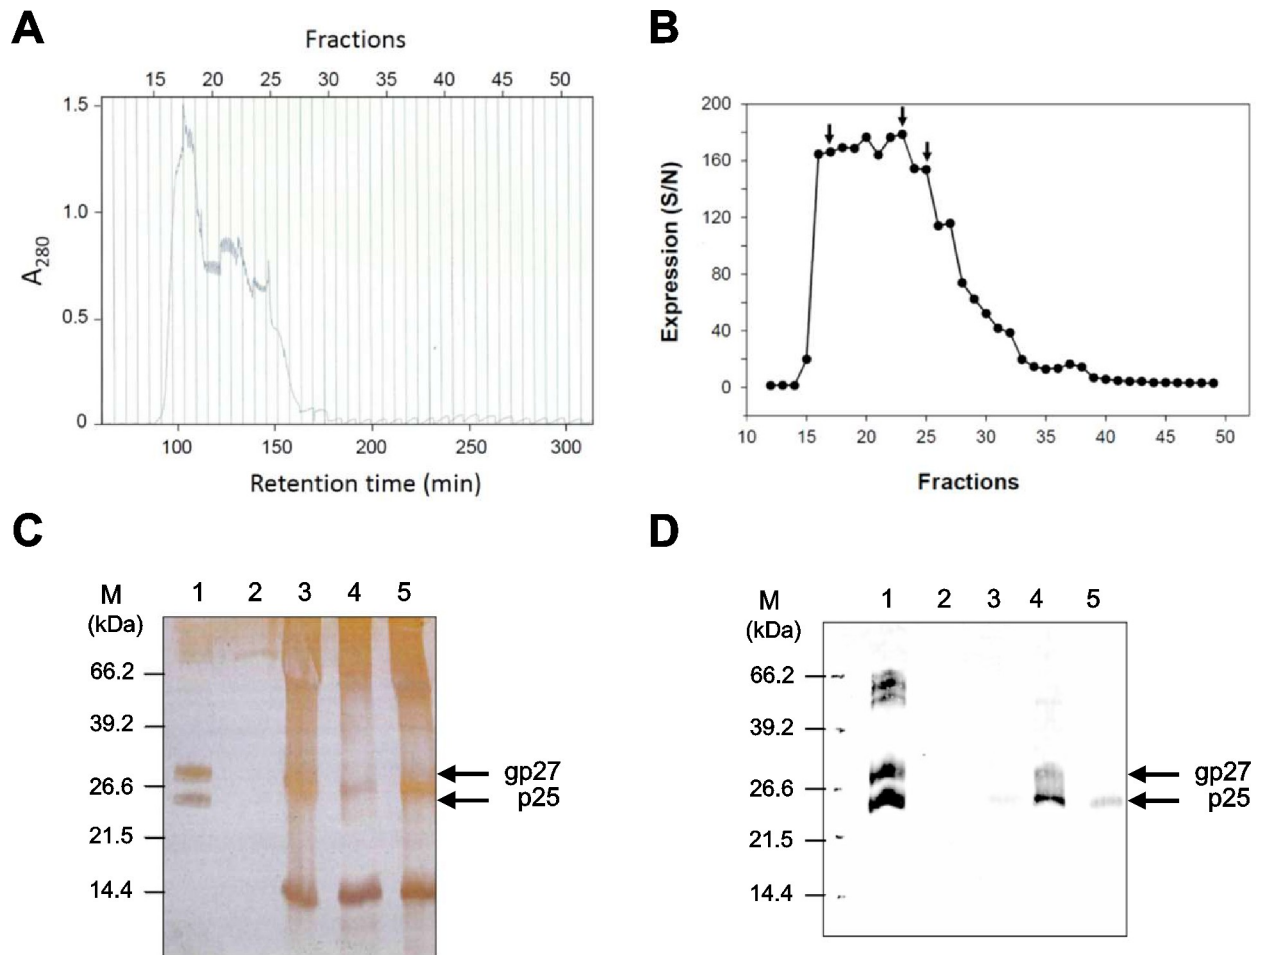 A
Fractions
15 20 25 30 35 40 45 50
1.5
1.0
0.5
0
A280
100 150 200 250 300
Retention time (min)
B
200
160
120
80
40
0
Expression (S/N)
10 15 20 25 30 35 40 45 50
Fractions
C
M 1 2 3 4 5
(kDa)
66.2
39.2
26.6
21.5
14.4
gp27
p25
D
M 1 2 3 4 5
(kDa)
66.2
39.2
26.6
21.5
14.4
gp27
p25